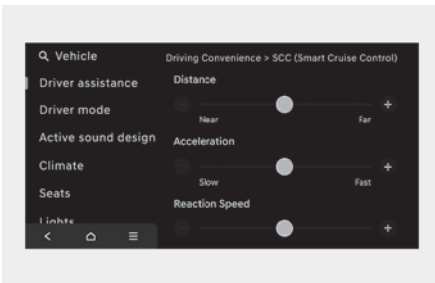 Vehicle
Driver assistance
Driver mode
Active sound design
Climate
Seats
Lights
Driving Convenience > SCC (Smart Cruise Control)
Distance
Near Far
Acceleration
Slow Fast
Reaction Speed